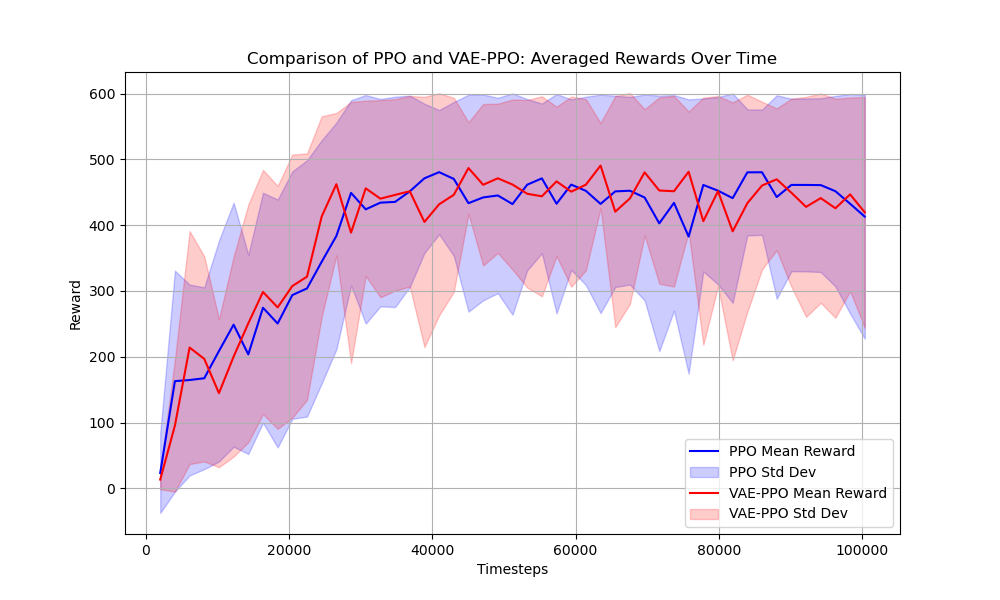 Comparison of PPO and VAE-PPO: Averaged Rewards Over Time
600
500
400
300
200
100
0
Reward
0 20000 40000 60000 80000 100000
Timesteps
PPO Mean Reward
PPO Std Dev
VAE-PPO Mean Reward
VAE-PPO Std Dev